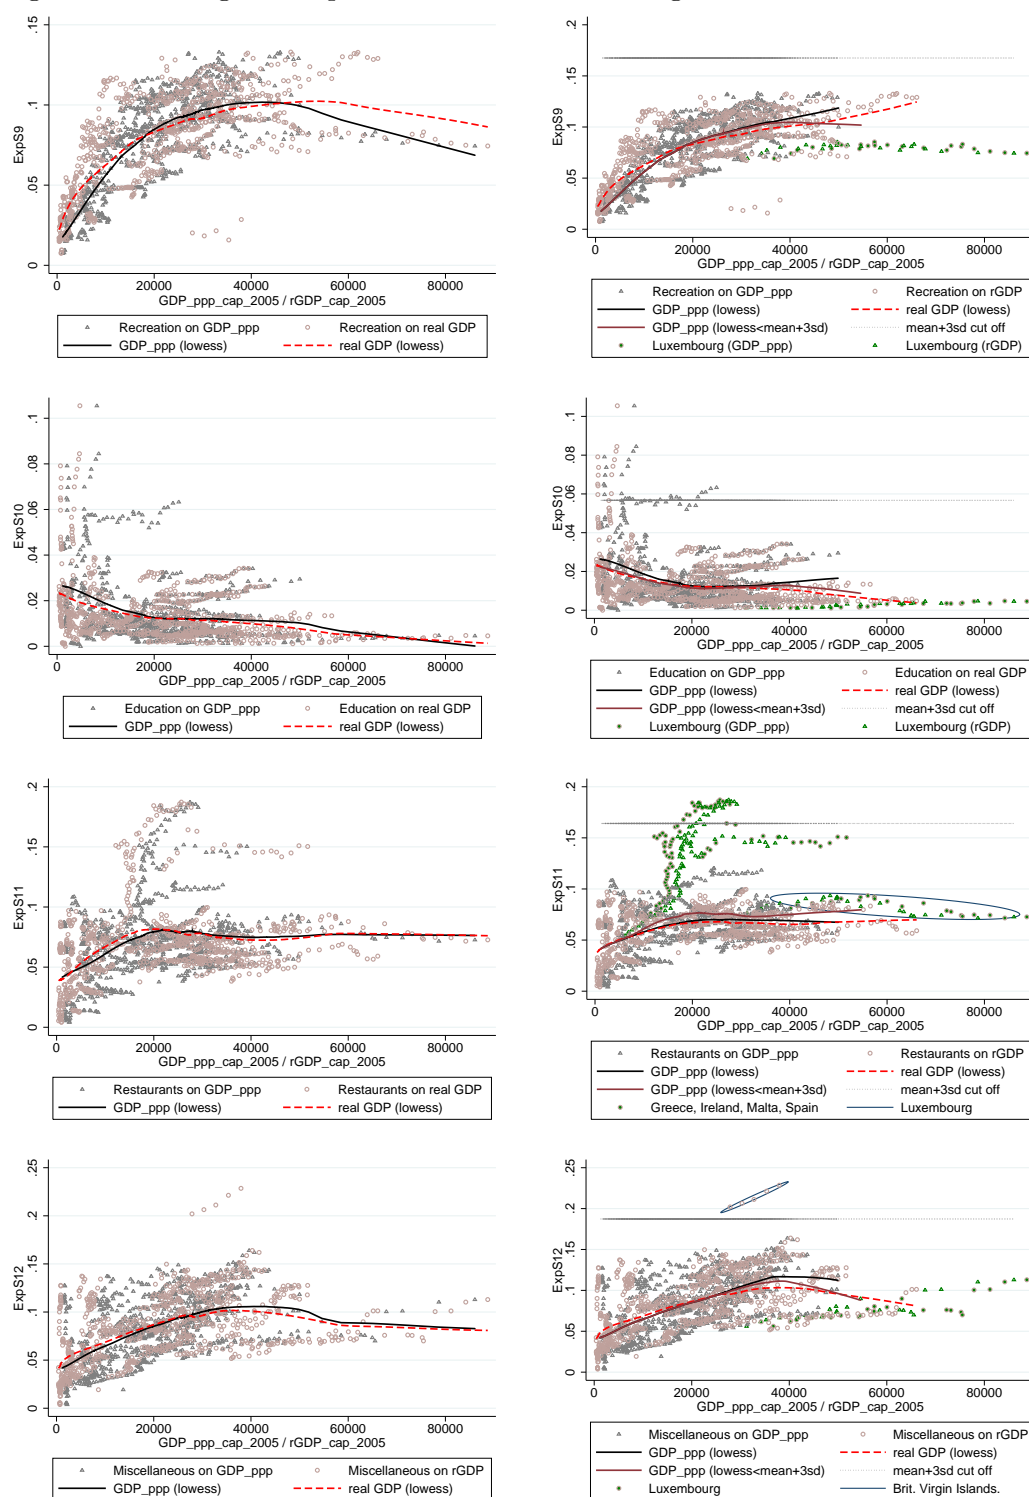 .15
.1
.05
0
ExpS9
0 20000 40000 60000 80000
GDP_ppp_cap_2005 / rGDP_cap_2005
Recreation on GDP_ppp Recreation on real GDP
GDP_ppp (lowess) real GDP (lowess)
.2
.15
.1
.05
0
ExpS9
0 20000 40000 60000 80000
GDP_ppp_cap_2005 / rGDP_cap_2005
Recreation on GDP_ppp Recreation on rGDP
GDP_ppp (lowess) real GDP (lowess)
GDP_ppp (lowess<mean+3sd) mean+3sd cut off
Luxembourg (GDP_ppp) Luxembourg (rGDP)
.1
.08
.06
.04
.02
0
ExpS10
0 20000 40000 60000 80000
GDP_ppp_cap_2005 / rGDP_cap_2005
Education on GDP_ppp Education on real GDP
GDP_ppp (lowess) real GDP (lowess)
.1
.08
.06
.04
.02
0
ExpS10
0 20000 40000 60000 80000
GDP_ppp_cap_2005 / rGDP_cap_2005
Education on GDP_ppp Education on real GDP
GDP_ppp (lowess) real GDP (lowess)
GDP_ppp (lowess<mean+3sd) mean+3sd cut off
Luxembourg (GDP_ppp) Luxembourg (rGDP)
.2
.15
.1
.05
0
ExpS11
0 20000 40000 60000 80000
GDP_ppp_cap_2005 / rGDP_cap_2005
Restaurants on GDP_ppp Restaurants on real GDP
GDP_ppp (lowess) real GDP (lowess)
.2
.15
.1
.05
0
ExpS11
0 20000 40000 60000 80000
GDP_ppp_cap_2005 / rGDP_cap_2005
Restaurants on GDP_ppp Restaurants on rGDP
GDP_ppp (lowess) real GDP (lowess)
GDP_ppp (lowess<mean+3sd) mean+3sd cut off
Greece, Ireland, Malta, Spain Luxembourg
.25
.2
.15
.1
.05
0
ExpS12
0 20000 40000 60000 80000
GDP_ppp_cap_2005 / rGDP_cap_2005
Miscellaneous on GDP_ppp Miscellaneous on rGDP
GDP_ppp (lowess) real GDP (lowess)
.25
.2
.15
.1
.05
0
ExpS12
0 20000 40000 60000 80000
GDP_ppp_cap_2005 / rGDP_cap_2005
Miscellaneous on GDP_ppp Miscellaneous on rGDP
GDP_ppp (lowess) real GDP (lowess)
GDP_ppp (lowess<mean+3sd) mean+3sd cut off
Luxembourg Brit. Virgin Islands.